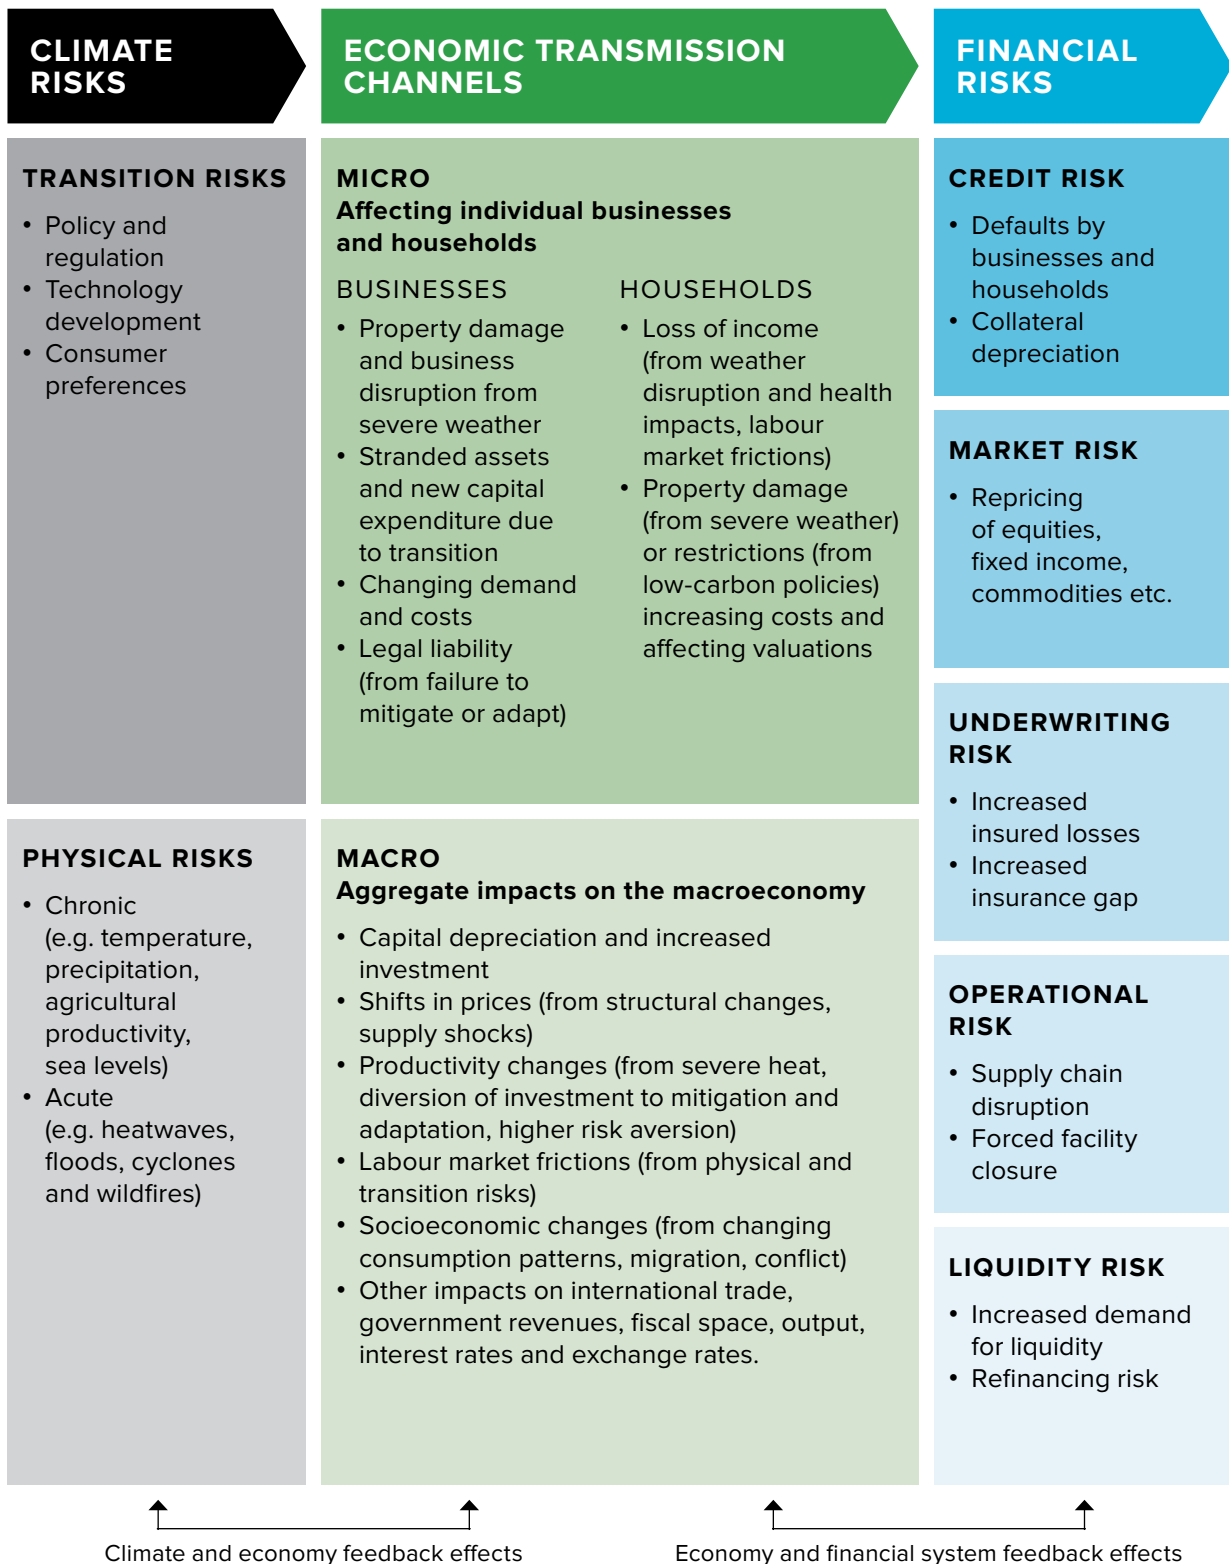 CLIMATE
RISKS
ECONOMIC TRANSMISSION
CHANNELS
FINANCIAL
RISKS
TRANSITION RISKS
• Policy and
regulation
• Technology
development
• Consumer
preferences
PHYSICAL RISKS
• Chronic
(e.g. temperature,
precipitation,
agricultural
productivity,
sea levels)
• Acute
(e.g. heatwaves,
floods, cyclones
and wildfires)
MICRO
Affecting individual businesses
and households
BUSINESSES
• Property damage
and business
disruption from
severe weather
• Stranded assets
and new capital
expenditure due
to transition
• Changing demand
and costs
• Legal liability
(from failure to
mitigate or adapt)
HOUSEHOLDS
• Loss of income
(from weather
disruption and health
impacts, labour
market frictions)
• Property damage
(from severe weather)
or restrictions (from
low-carbon policies)
increasing costs and
affecting valuations
MACRO
Aggregate impacts on the macroeconomy
• Capital depreciation and increased
investment
• Shifts in prices (from structural changes,
supply shocks)
• Productivity changes (from severe heat,
diversion of investment to mitigation and
adaptation, higher risk aversion)
• Labour market frictions (from physical and
transition risks)
• Socioeconomic changes (from changing
consumption patterns, migration, conflict)
• Other impacts on international trade,
government revenues, fiscal space, output,
interest rates and exchange rates.
CREDIT RISK
• Defaults by
businesses and
households
• Collateral
depreciation
MARKET RISK
• Repricing
of equities,
fixed income,
commodities etc.
UNDERWRITING
RISK
• Increased
insured losses
• Increased
insurance gap
OPERATIONAL
RISK
• Supply chain
disruption
• Forced facility
closure
LIQUIDITY RISK
• Increased demand
for liquidity
• Refinancing risk
Climate and economy feedback effects
Economy and financial system feedback effects